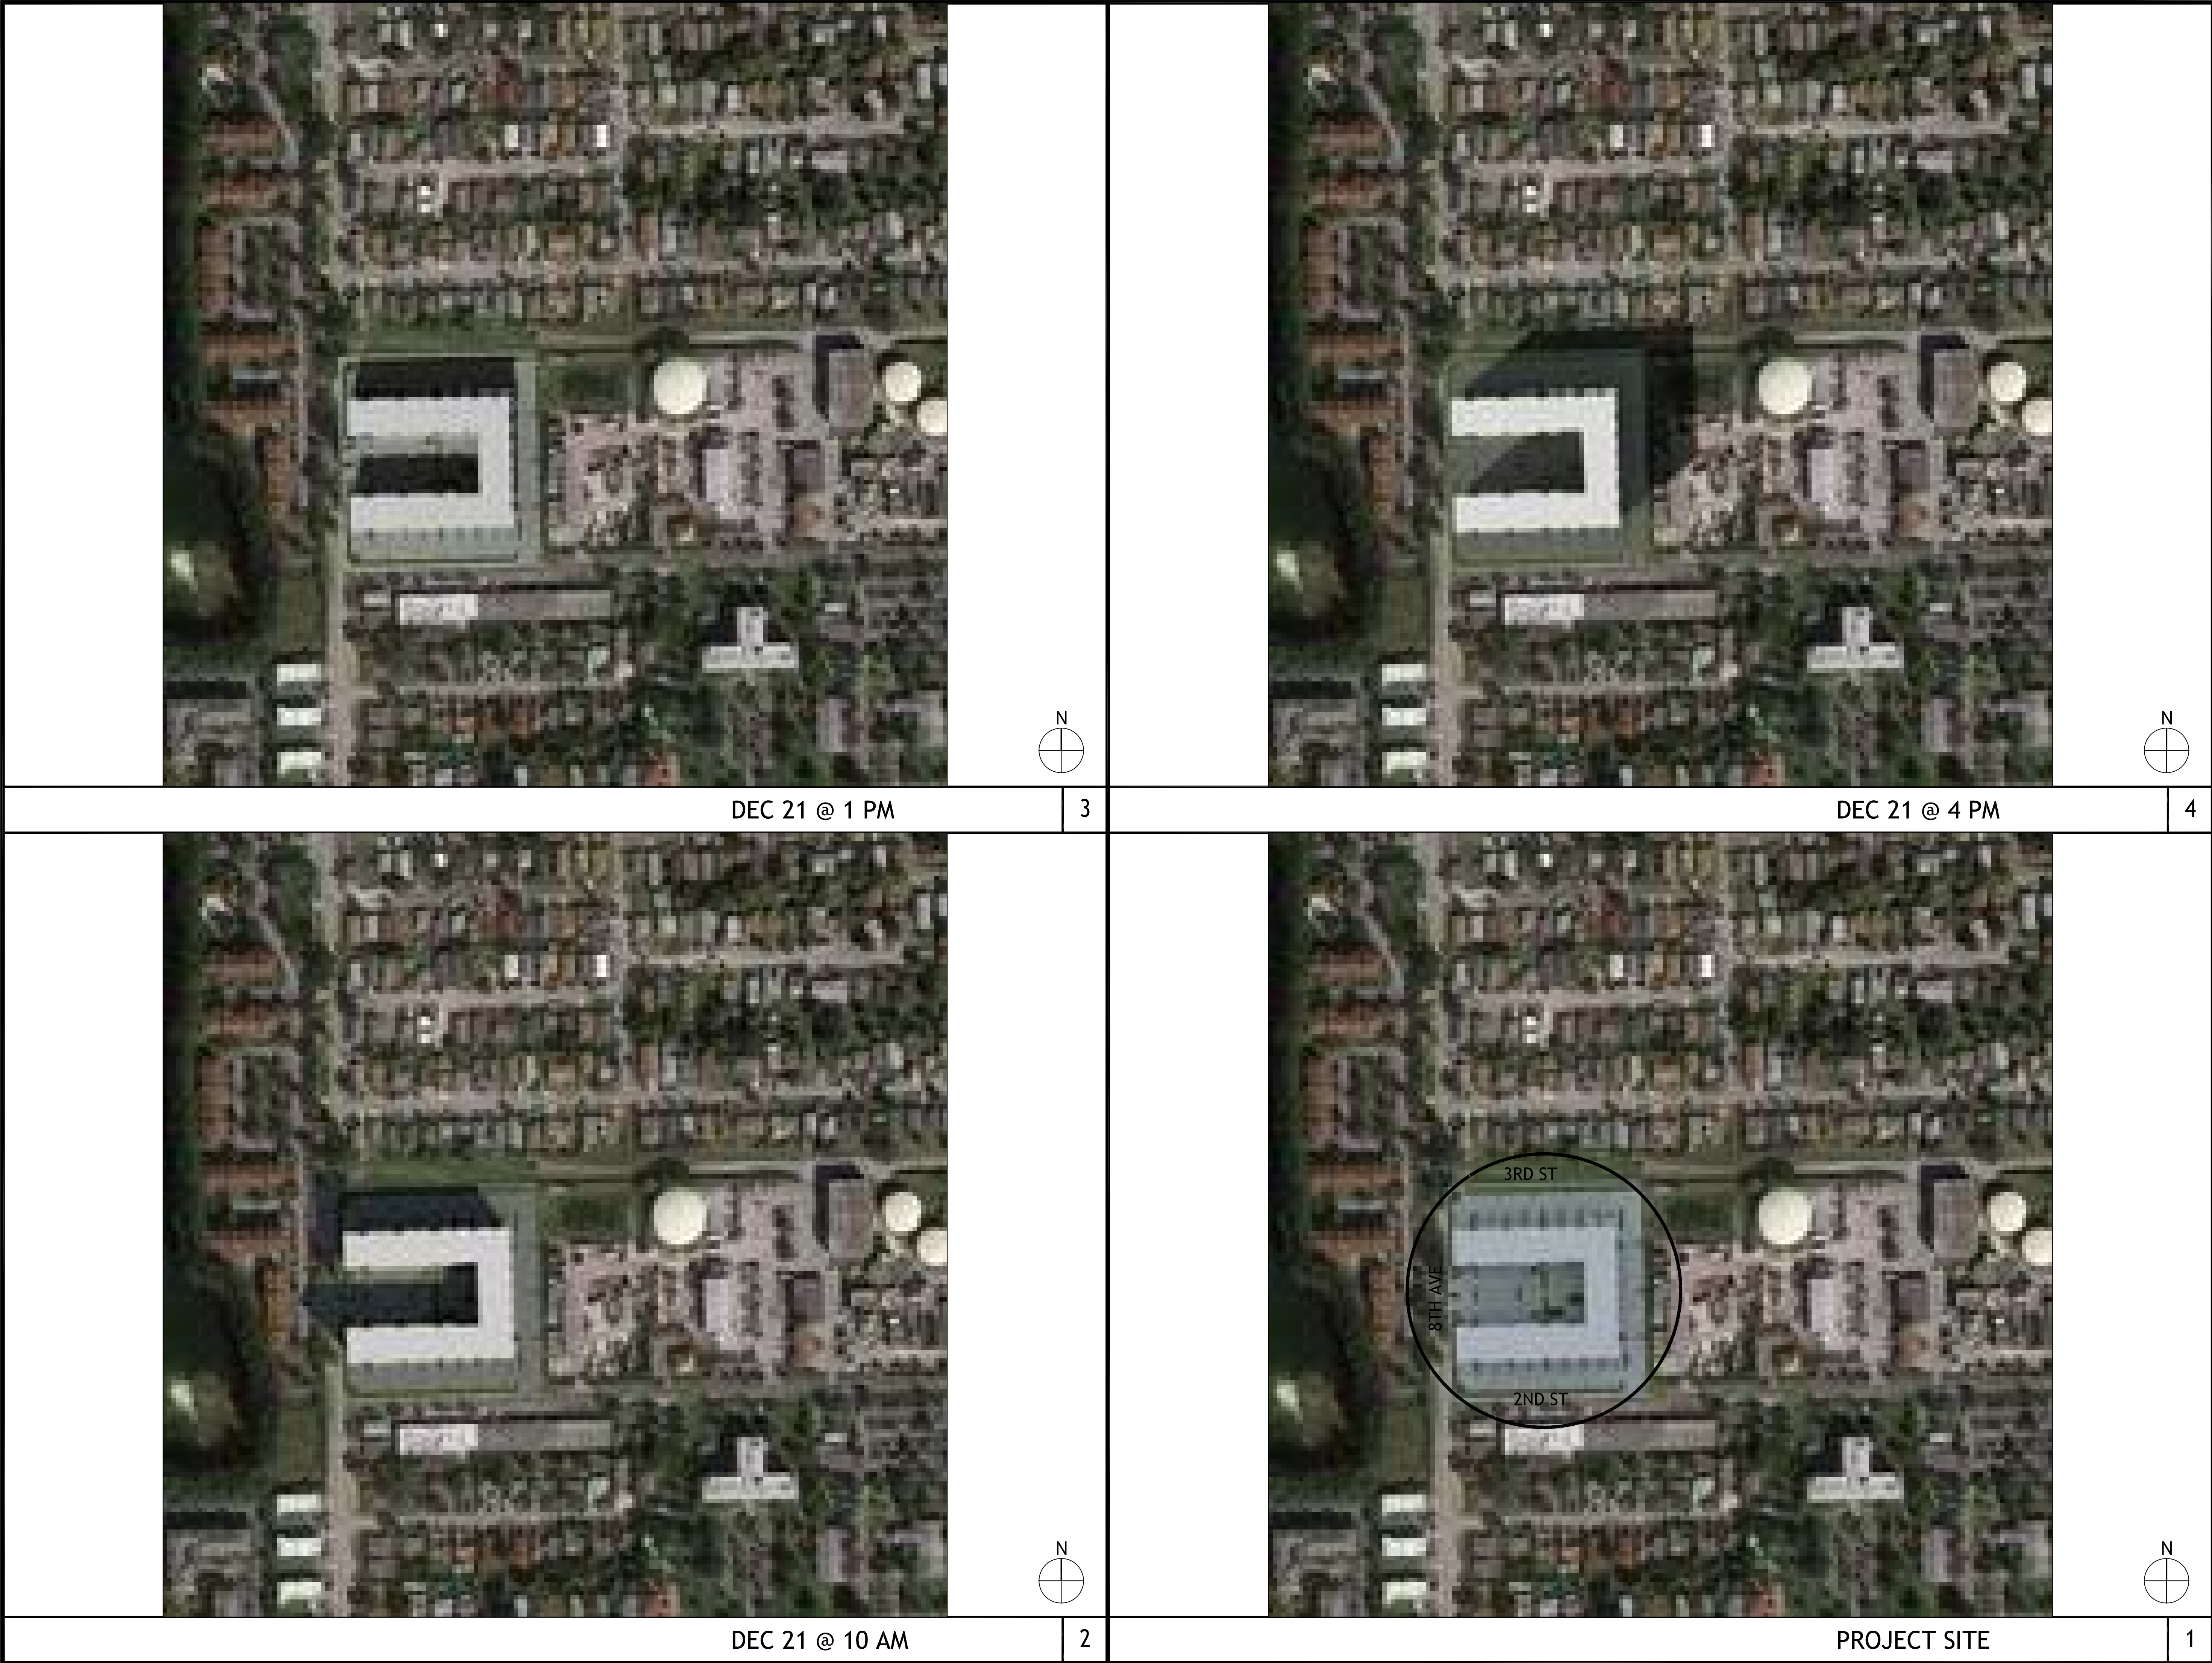 N
DEC 21 @ 1 PM
3
N
DEC 21 @ 4 PM
4
N
DEC 21 @ 10 AM
2
3RD ST
8TH AVE
2ND ST
N
PROJECT SITE
1